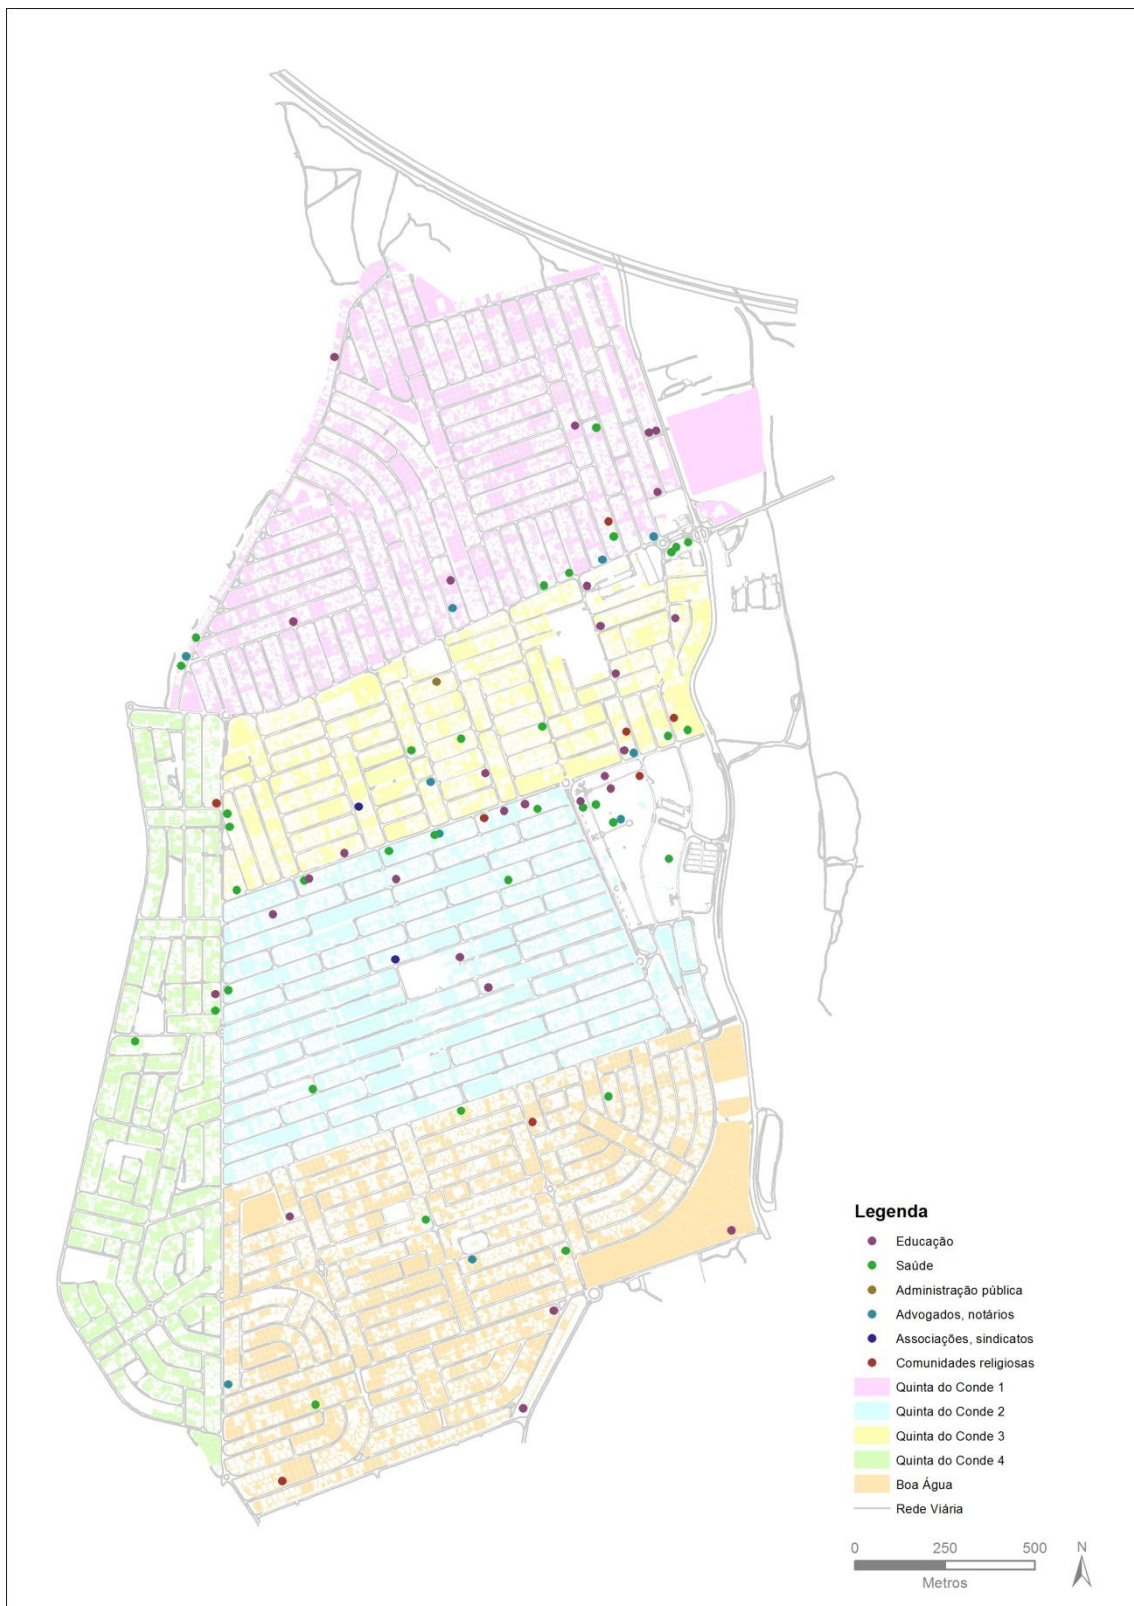 Legenda
Educação
Saúde
Administração pública
Advogados, notários
Associações, sindicatos
Comunidades religiosas
Quinta do Conde 1
Quinta do Conde 2
Quinta do Conde 3
Quinta do Conde 4
Boa Água
Rede Viária
0 250 500 N
Metros